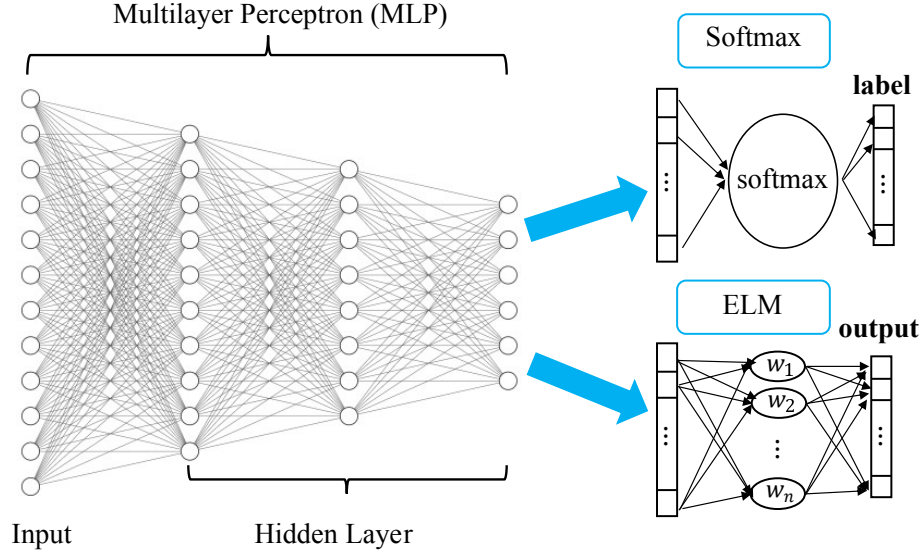 Multilayer Perceptron (MLP)
Softmax
label
softmax
...
...
ELM
output
w₁
w₂
...
...
...
wₙ
Input
Hidden Layer